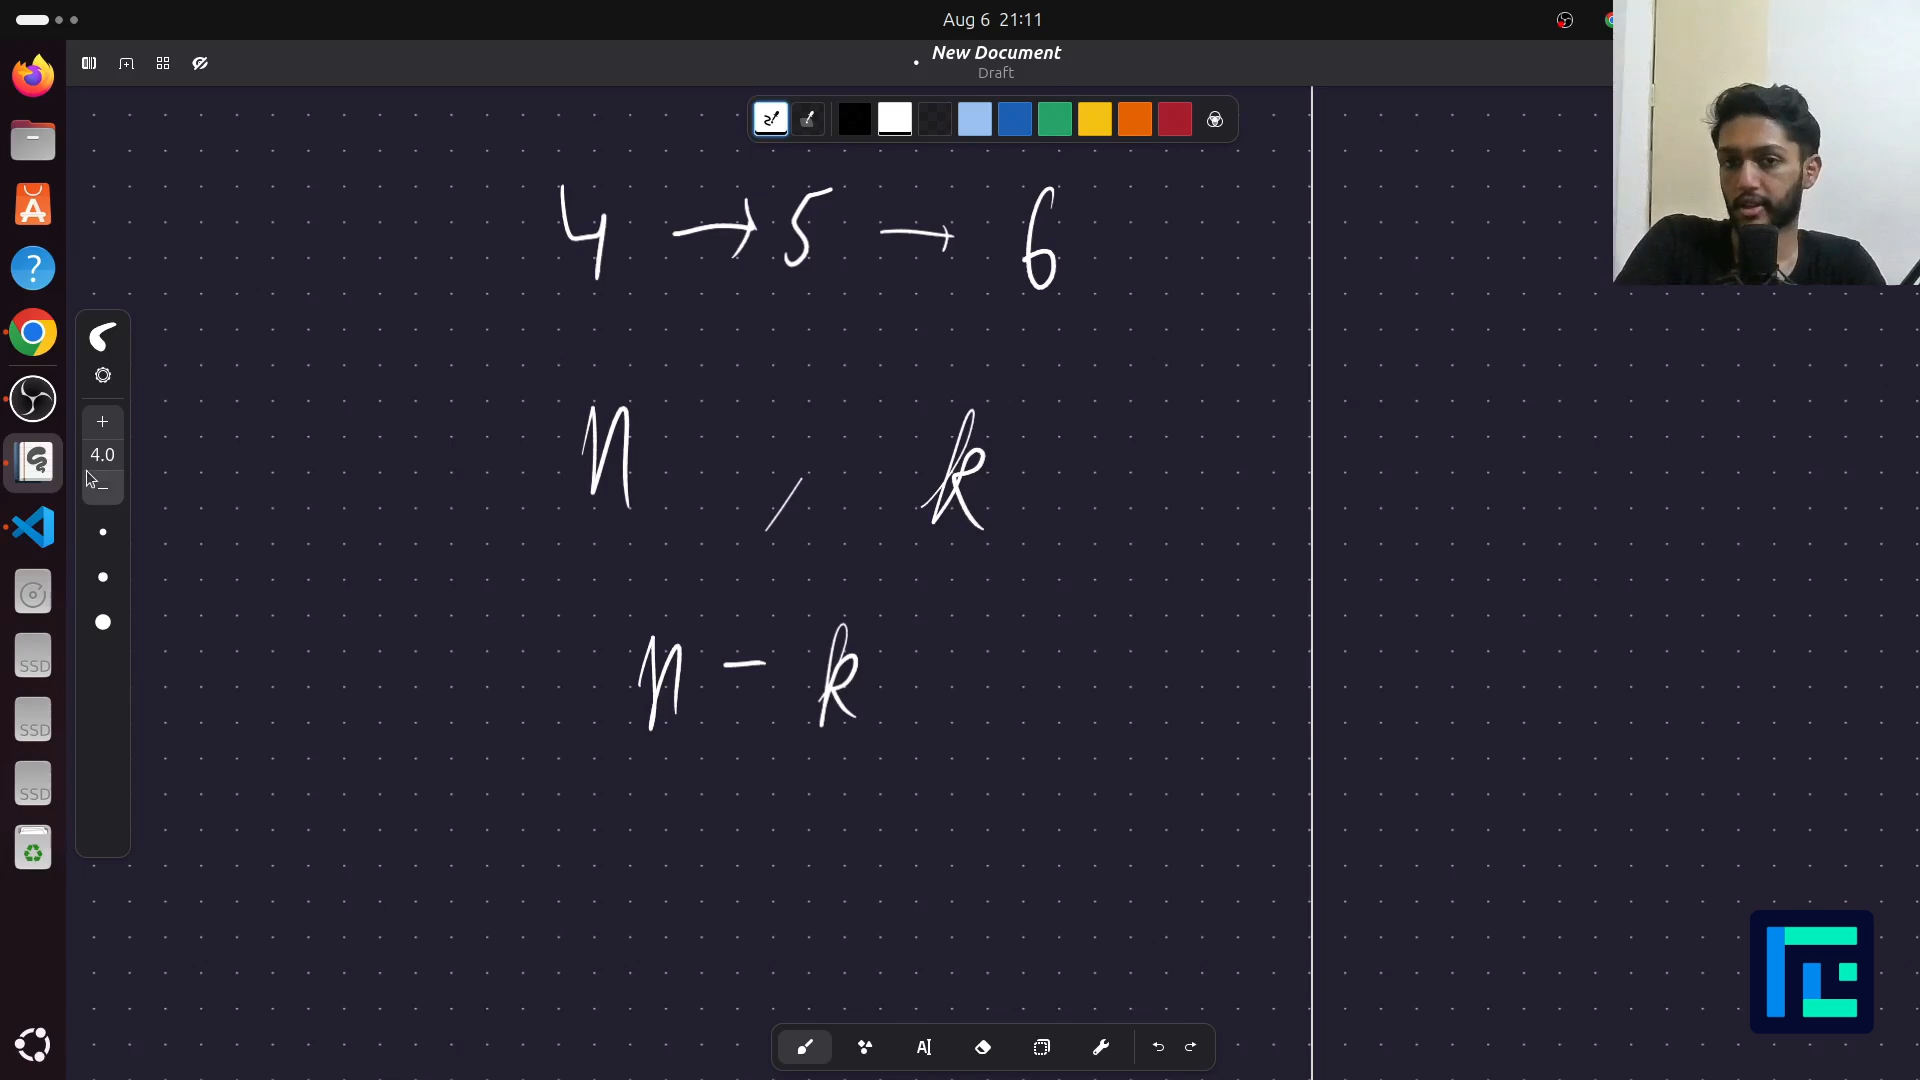 Aug 6 21:11
New Document
Draft
4 → 5 → 6
+
4.0
n , k
−
n - k
SSD
SSD
SSD